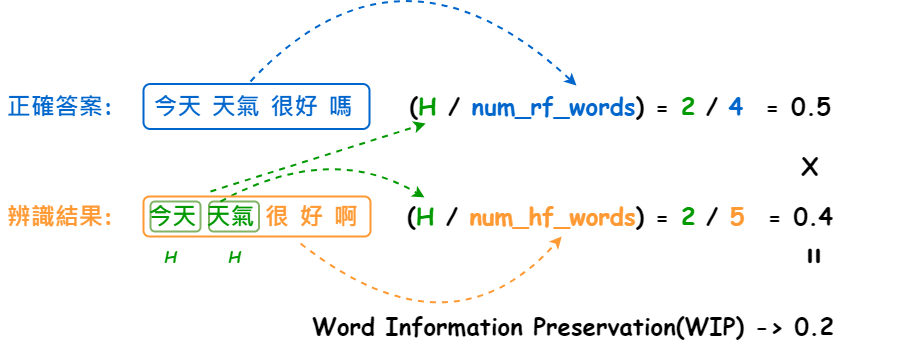 正確答案: 今天 天氣 很好 嗎 (H / num_rf_words) = 2 / 4 = 0.5
X
辨識結果: 今天 天氣 很 好 啊 (H / num_hf_words) = 2 / 5 = 0.4
H H =
Word Information Preservation(WIP) -> 0.2